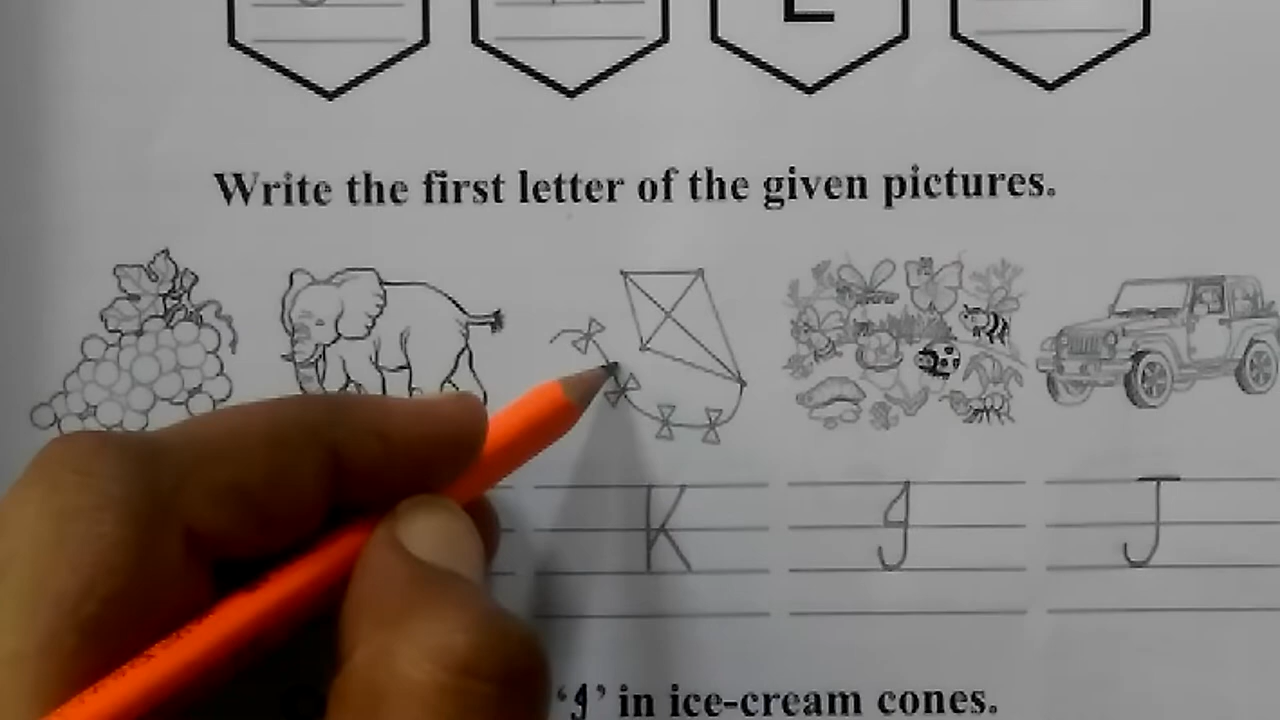 L
Write the first letter of the given pictures.
K J J
'J' in ice-cream cones.